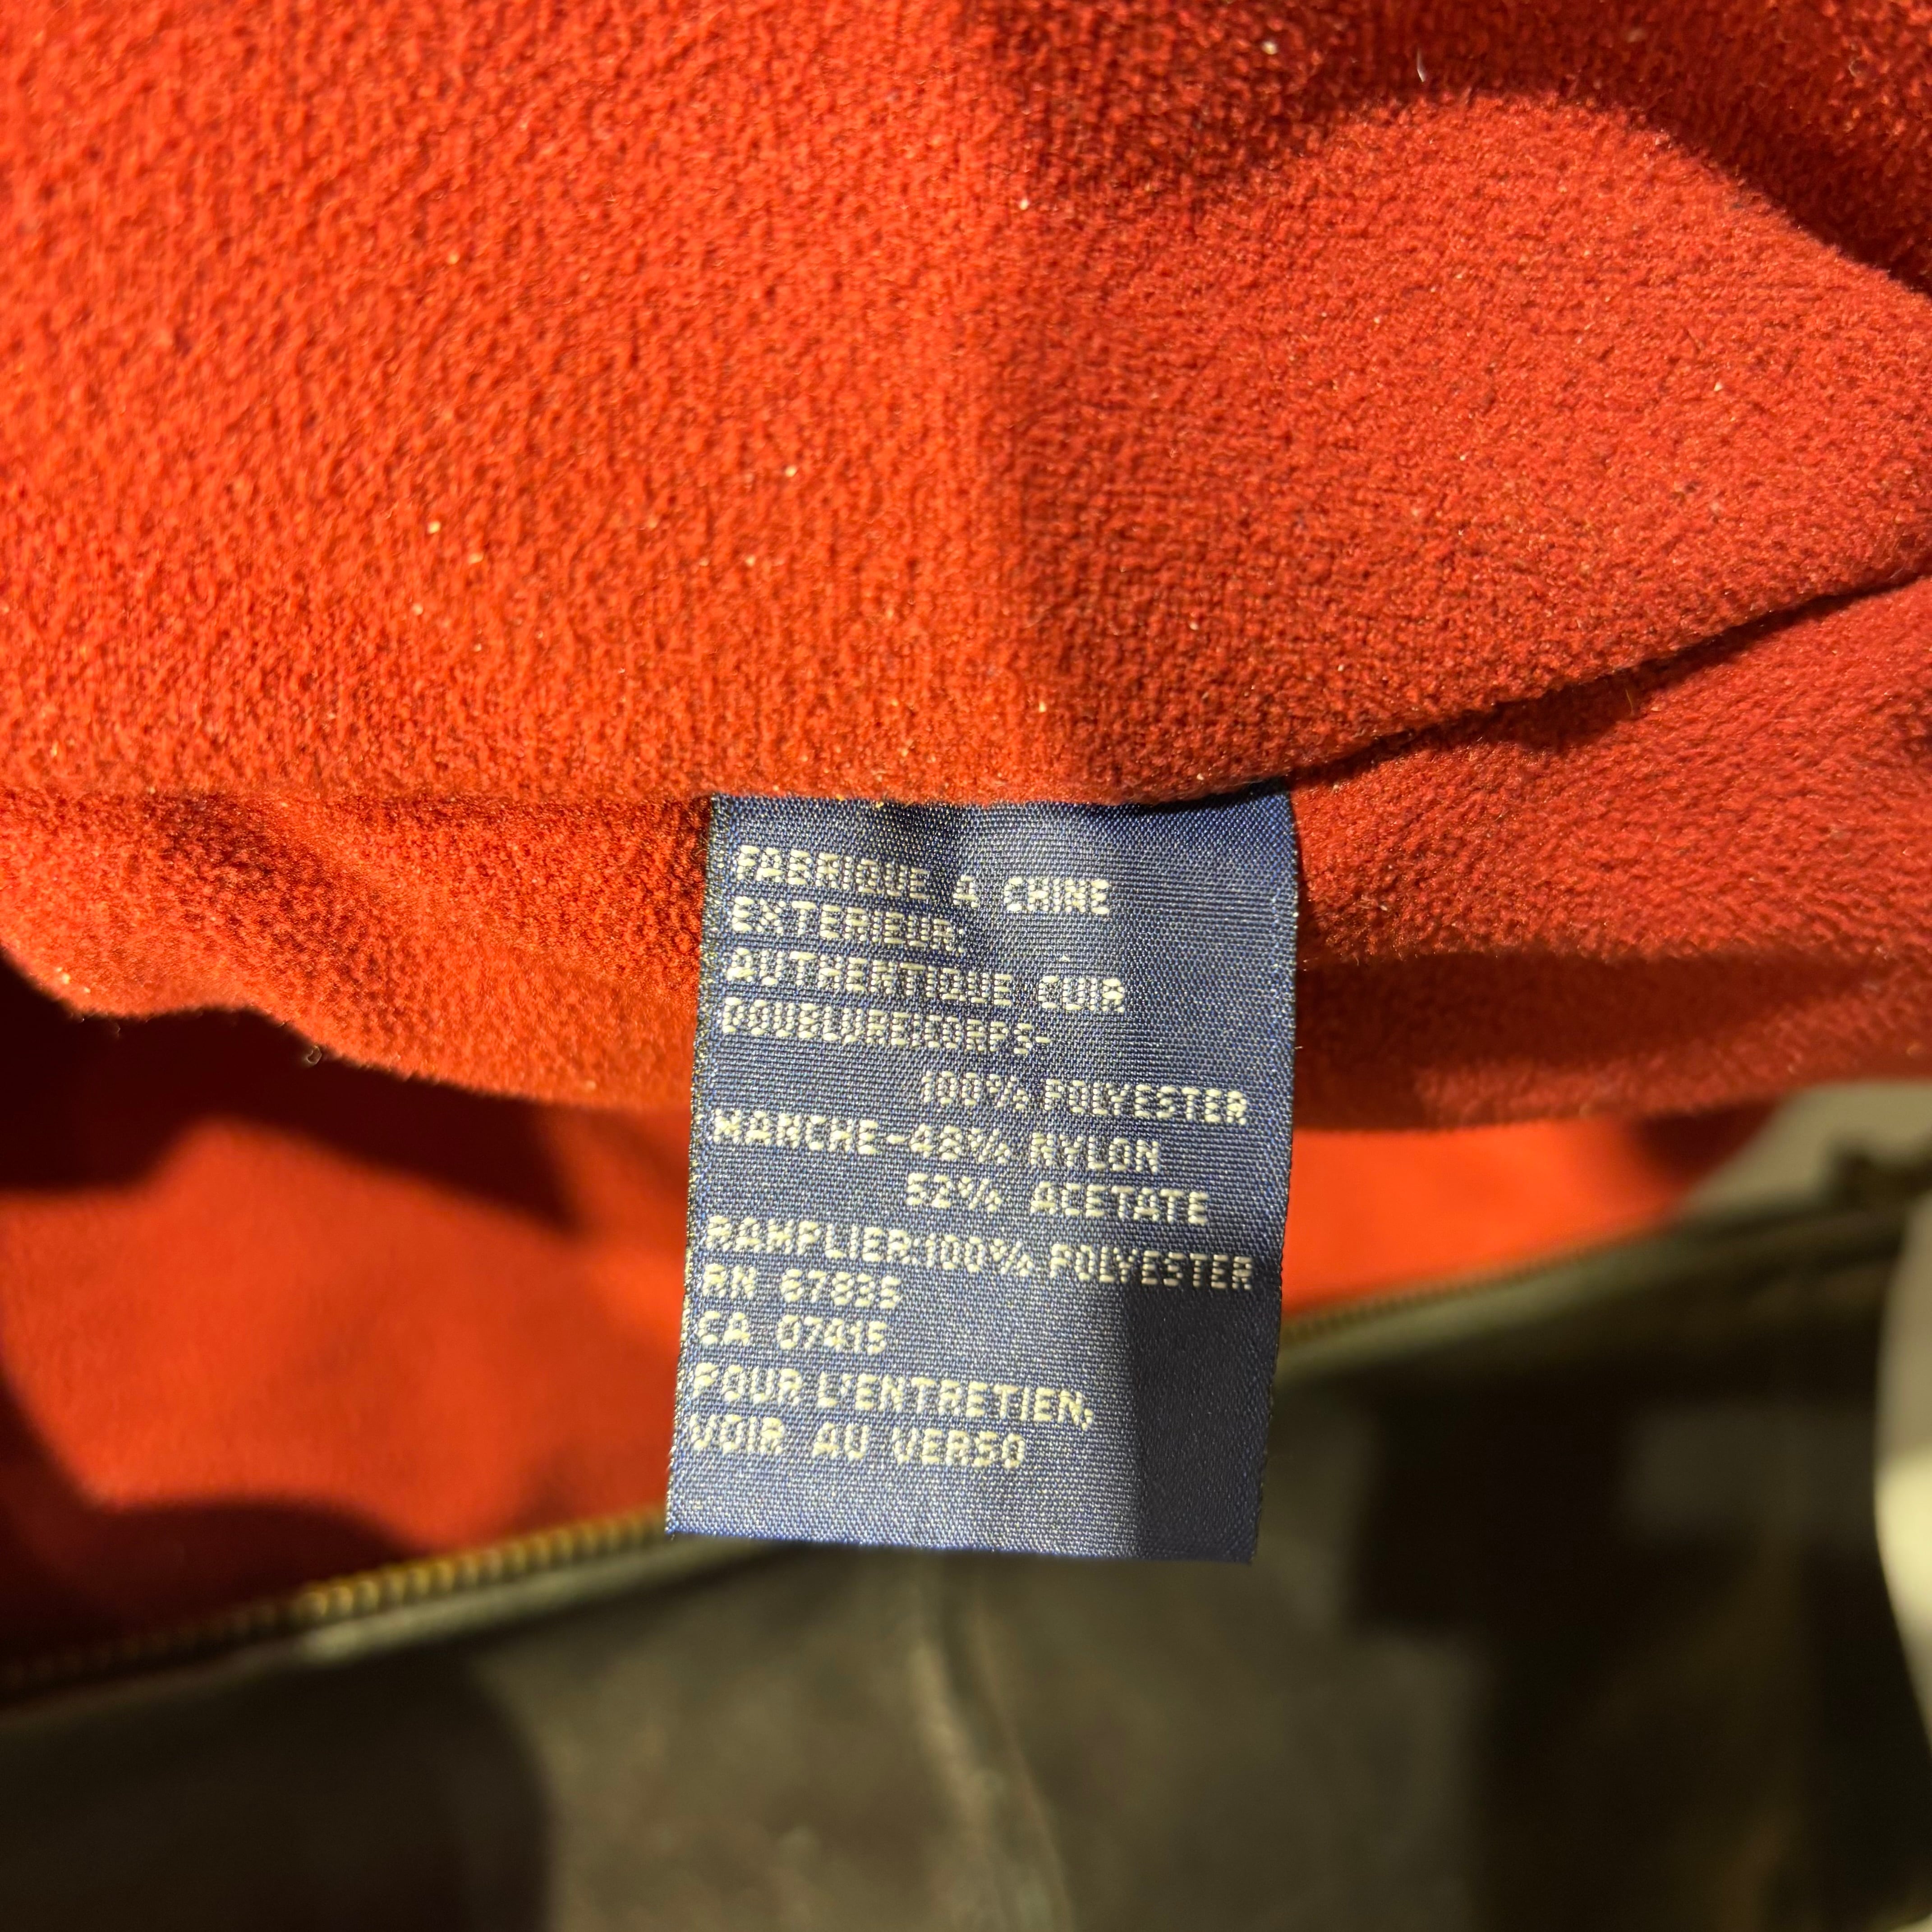 FABRIQUE A CHINE
EXTERIEUR:
AUTHENTIQUE CUIR
DOUBLURE:CORPS-
100% POLYESTER
MANCHE-48% NYLON
52% ACETATE
RAMPLIER:100% POLYESTER
RN 67835
CA 07415
POUR L'ENTRETIEN,
VOIR AU VERSO